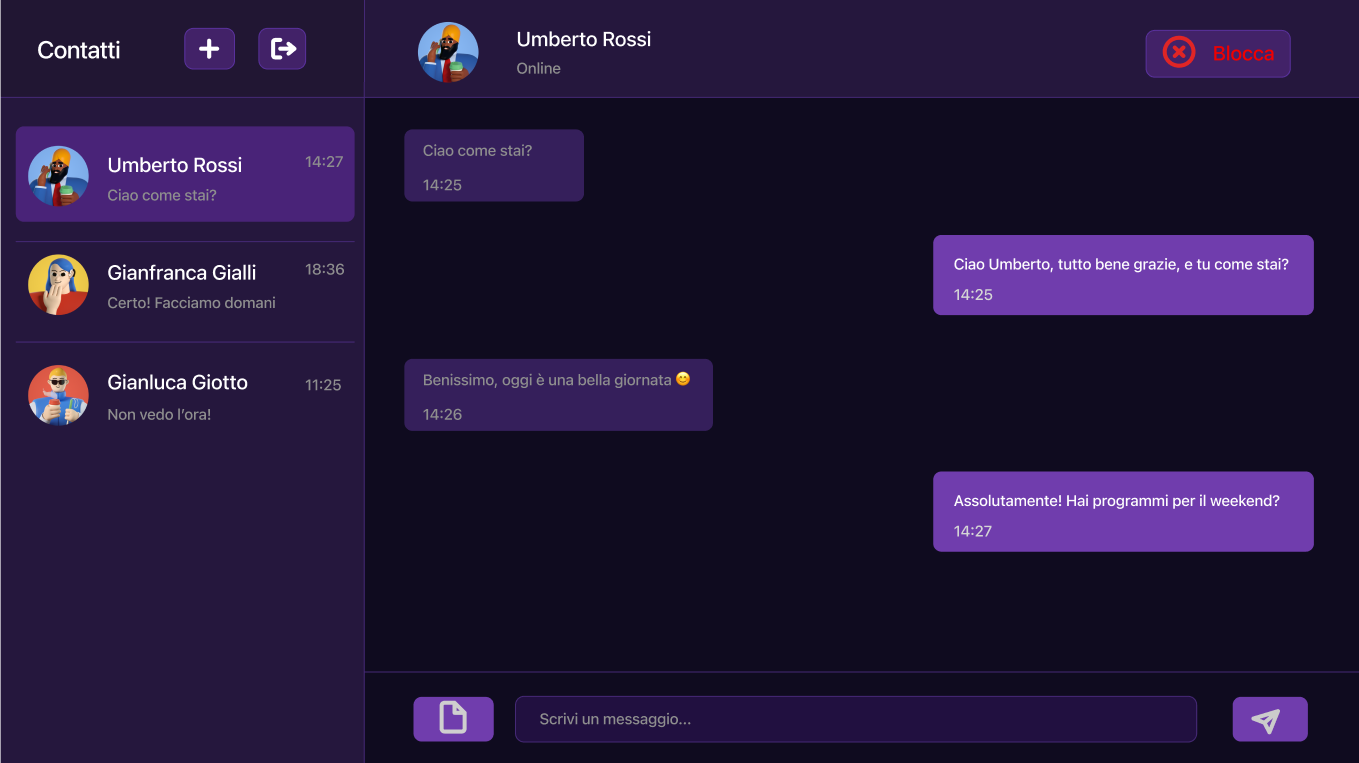 Contatti
Umberto Rossi
14:27
Ciao come stai?
Gianfranca Gialli
18:36
Certo! Facciamo domani
Gianluca Giotto
11:25
Non vedo l’ora!
Umberto Rossi
Online
Blocca
Ciao come stai?
14:25
Ciao Umberto, tutto bene grazie, e tu come stai?
14:25
Benissimo, oggi è una bella giornata 😊
14:26
Assolutamente! Hai programmi per il weekend?
14:27
Scrivi un messaggio...